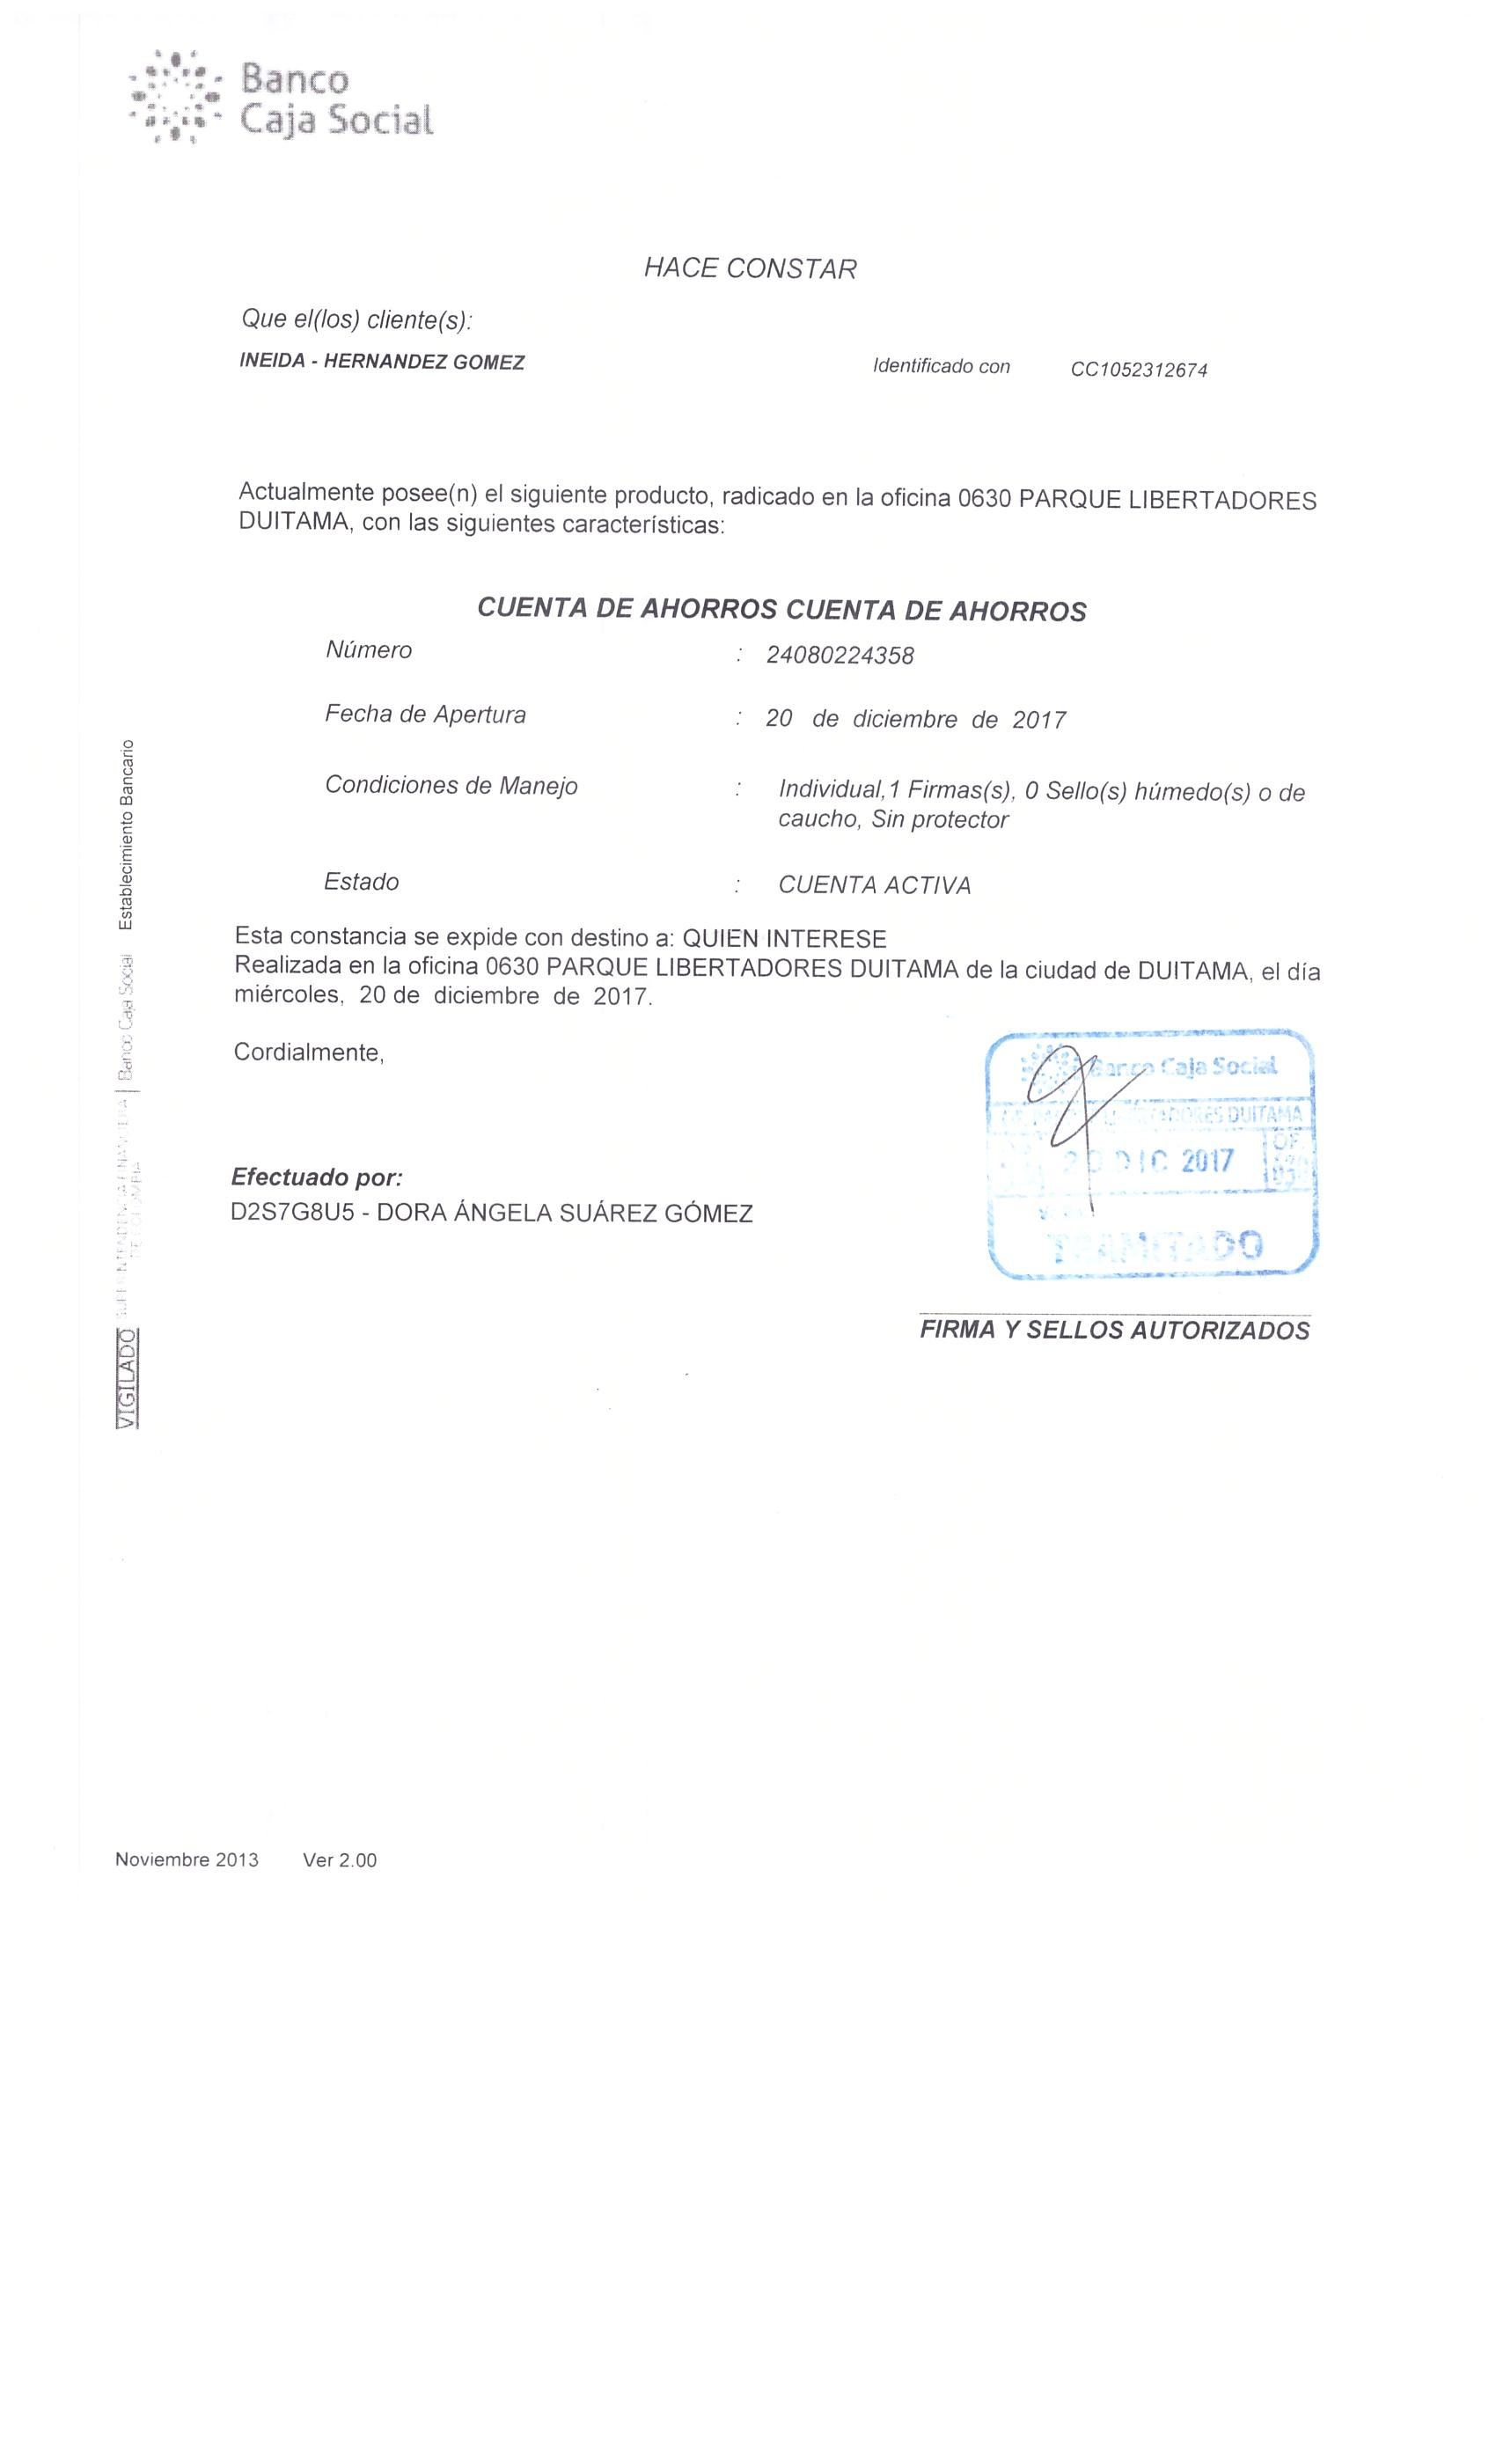 Banco
Caja Social
HACE CONSTAR
Que el(los) cliente(s):
INEIDA - HERNANDEZ GOMEZ Identificado con CC1052312674
Actualmente posee(n) el siguiente producto, radicado en la oficina 0630 PARQUE LIBERTADORES
DUITAMA, con las siguientes características:
CUENTA DE AHORROS CUENTA DE AHORROS
Número : 24080224358
Fecha de Apertura : 20 de diciembre de 2017
Condiciones de Manejo : Individual, 1 Firmas(s), 0 Sello(s) húmedo(s) o de
caucho, Sin protector
Estado : CUENTA ACTIVA
Esta constancia se expide con destino a: QUIEN INTERESE
Realizada en la oficina 0630 PARQUE LIBERTADORES DUITAMA de la ciudad de DUITAMA, el día
miércoles, 20 de diciembre de 2017.
Cordialmente,
Banco Caja Social
DUITAMA
20 DIC 2017
OF.
TRAMITADO
Efectuado por:
D2S7G8U5 - DORA ÁNGELA SUÁREZ GÓMEZ
FIRMA Y SELLOS AUTORIZADOS
VIGILADO
Banco Caja Social Establecimiento Bancario
Noviembre 2013 Ver 2.00